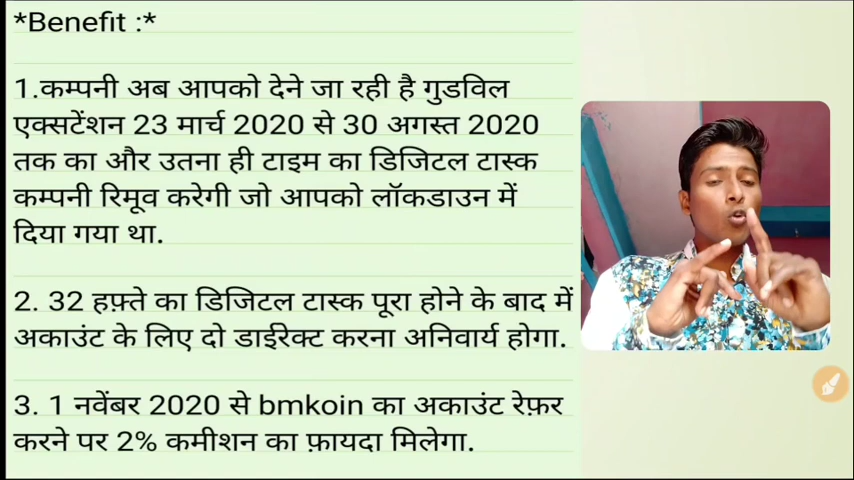 *Benefit :*
1.कम्पनी अब आपको देने जा रही है गुडविल
एक्सटेंशन 23 मार्च 2020 से 30 अगस्त 2020
तक का और उतना ही टाइम का डिजिटल टास्क
कम्पनी रिमूव करेगी जो आपको लॉकडाउन में
दिया गया था.
2. 32 हफ़्ते का डिजिटल टास्क पूरा होने के बाद में
अकाउंट के लिए दो डाईरेक्ट करना अनिवार्य होगा.
3. 1 नवेंबर 2020 से bmkoin का अकाउंट रेफ़र
करने पर 2% कमीशन का फ़ायदा मिलेगा.